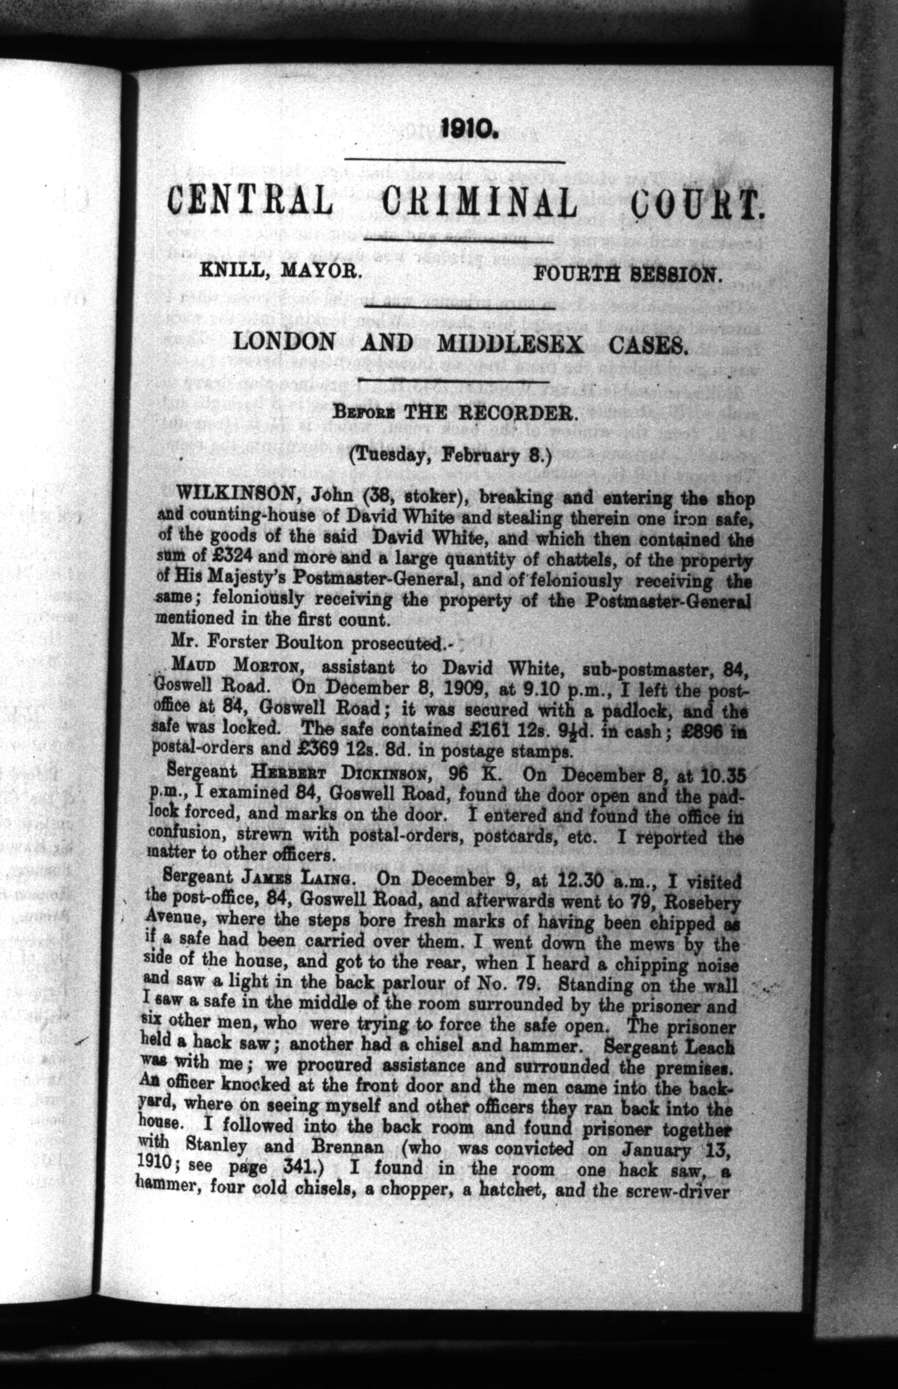 1910.
CENTRAL CRIMINAL COURT.
KNILL, MAYOR. FOURTH SESSION.
LONDON AND MIDDLESEX CASES.
BEFORE THE RECORDER.
(Tuesday, February 8.)
WILKINSON, John (38, stoker), breaking and entering the shop
and counting-house of David White and stealing therein one iron safe,
of the goods of the said David White, and which then contained the
sum of £324 and more and a large quantity of chattels, of the property
of His Majesty's Postmaster-General, and of feloniously receiving the
same; feloniously receiving the property of the Postmaster-General
mentioned in the first count.
Mr. Forster Boulton prosecuted.
MAUD MORTON, assistant to David White, sub-postmaster, 84,
Goswell Road. On December 8, 1909, at 9.10 p.m., I left the post-
office at 84, Goswell Road; it was secured with a padlock, and the
safe was locked. The safe contained £161 12s. 9½d. in cash; £896 in
postal-orders and £369 12s. 8d. in postage stamps.
Sergeant HERBERT DICKINSON, 96 K. On December 8, at 10.35
p.m., I examined 84, Goswell Road, found the door open and the pad-
lock forced, and marks on the door. I entered and found the office in
confusion, strewn with postal-orders, postcards, etc. I reported the
matter to other officers.
Sergeant JAMES LAING. On December 9, at 12.30 a.m., I visited
the post-office, 84, Goswell Road, and afterwards went to 79, Rosebery
Avenue, where the steps bore fresh marks of having been chipped as
if a safe had been carried over them. I went down the mews by the
side of the house, and got to the rear, when I heard a chipping noise
and saw a light in the back parlour of No. 79. Standing on the wall
I saw a safe in the middle of the room surrounded by the prisoner and
six other men, who were trying to force the safe open. The prisoner
held a hack saw; another had a chisel and hammer. Sergeant Leach
was with me; we procured assistance and surrounded the premises.
An officer knocked at the front door and the men came into the back-
yard, where on seeing myself and other officers they ran back into the
house. I followed into the back room and found prisoner together
with Stanley and Brennan (who was convicted on January 13,
1910; see page 341.) I found in the room one hack saw, a
hammer, four cold chisels, a chopper, a hatchet, and the screw-driver